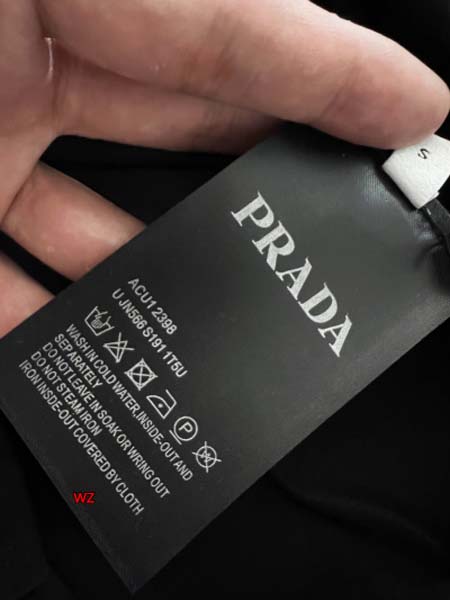 S
PRADA
ACU12398
UJN566 S191 1T5U
P
W
WASH IN COLD WATER, INSIDE-OUT AND
SEPARATELY
DO NOT LEAVE IN SOAK OR WRING OUT
DO NOT STEAM IRON
IRON INSIDE-OUT COVERED BY CLOTH
WZ